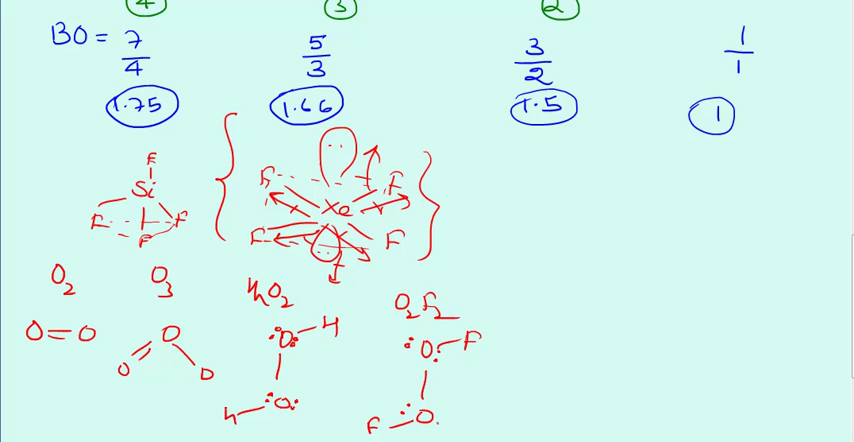 4 3 2
BO = 7/4 5/3 3/2 1/1
1.75 1.66 1.5 1
F
Si
F F
F
F F
Xe
F F
O2 O3 H2O2 O2F2
O=O
O
O O
:O: H
H :O:
:O: F
F :O.